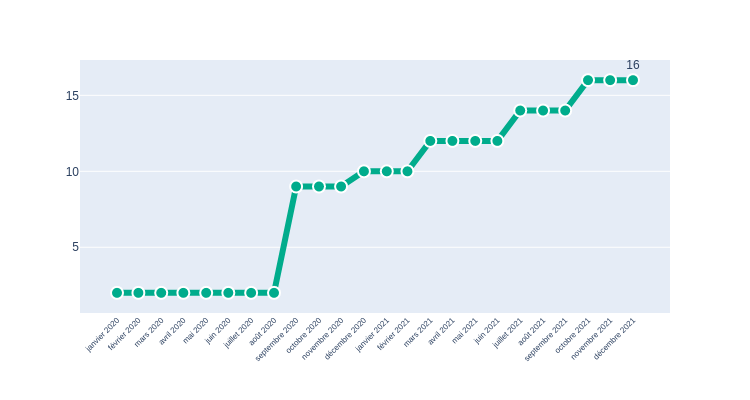 16
15
10
5
janvier 2020
février 2020
mars 2020
avril 2020
mai 2020
juin 2020
juillet 2020
août 2020
septembre 2020
octobre 2020
novembre 2020
décembre 2020
janvier 2021
février 2021
mars 2021
avril 2021
mai 2021
juin 2021
juillet 2021
août 2021
septembre 2021
octobre 2021
novembre 2021
décembre 2021